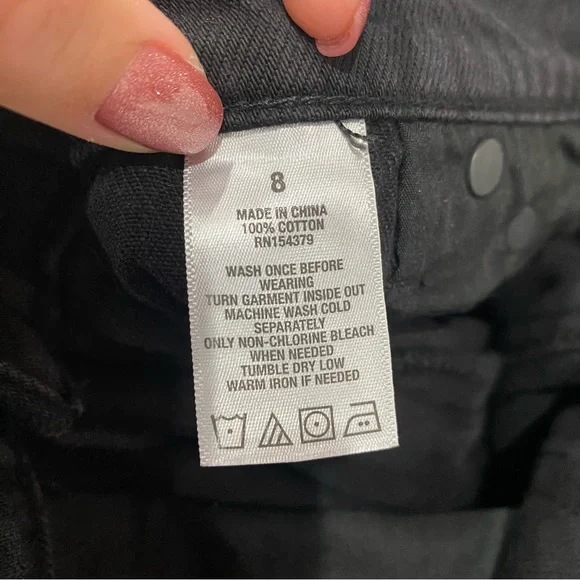 8
MADE IN CHINA
100% COTTON
RN154379
WASH ONCE BEFORE
WEARING
TURN GARMENT INSIDE OUT
MACHINE WASH COLD
SEPARATELY
ONLY NON-CHLORINE BLEACH
WHEN NEEDED
TUMBLE DRY LOW
WARM IRON IF NEEDED